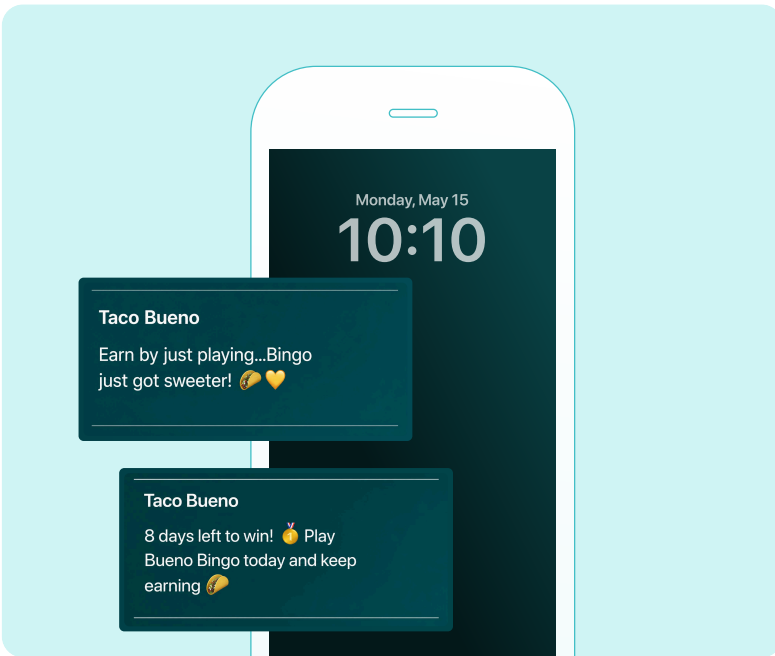 Monday, May 15
10:10
Taco Bueno
Earn by just playing...Bingo
just got sweeter! 🌮💛
Taco Bueno
8 days left to win! 🥇 Play
Bueno Bingo today and keep
earning 🌮